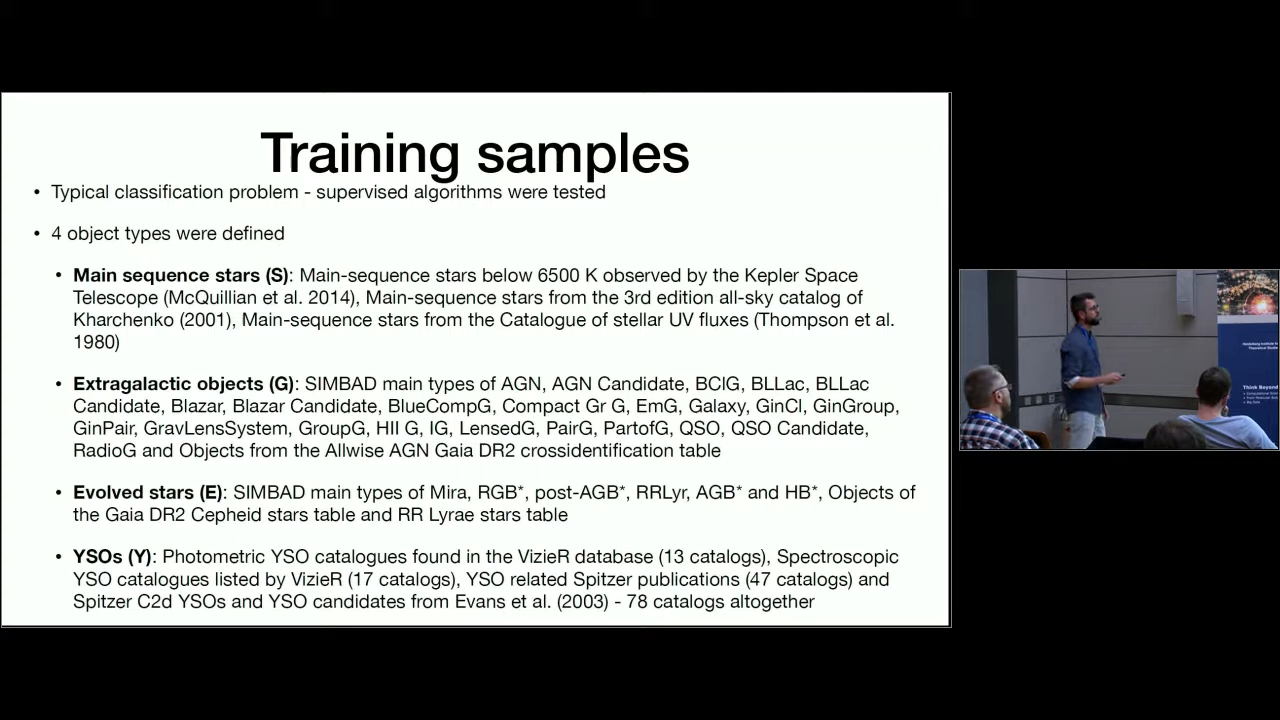 Training samples
• Typical classification problem - supervised algorithms were tested
• 4 object types were defined
• Main sequence stars (S): Main-sequence stars below 6500 K observed by the Kepler Space
Telescope (McQuillian et al. 2014), Main-sequence stars from the 3rd edition all-sky catalog of
Kharchenko (2001), Main-sequence stars from the Catalogue of stellar UV fluxes (Thompson et al.
1980)
• Extragalactic objects (G): SIMBAD main types of AGN, AGN Candidate, BClG, BLLac, BLLac
Candidate, Blazar, Blazar Candidate, BlueCompG, Compact Gr G, EmG, Galaxy, GinCl, GinGroup,
GinPair, GravLensSystem, GroupG, HII G, IG, LensedG, PairG, PartofG, QSO, QSO Candidate,
RadioG and Objects from the Allwise AGN Gaia DR2 crossidentification table
• Evolved stars (E): SIMBAD main types of Mira, RGB*, post-AGB*, RRLyr, AGB* and HB*, Objects of
the Gaia DR2 Cepheid stars table and RR Lyrae stars table
• YSOs (Y): Photometric YSO catalogues found in the VizieR database (13 catalogs), Spectroscopic
YSO catalogues listed by VizieR (17 catalogs), YSO related Spitzer publications (47 catalogs) and
Spitzer C2d YSOs and YSO candidates from Evans et al. (2003) - 78 catalogs altogether
Heidelberg Institute for
Theoretical Studies
Think Beyond